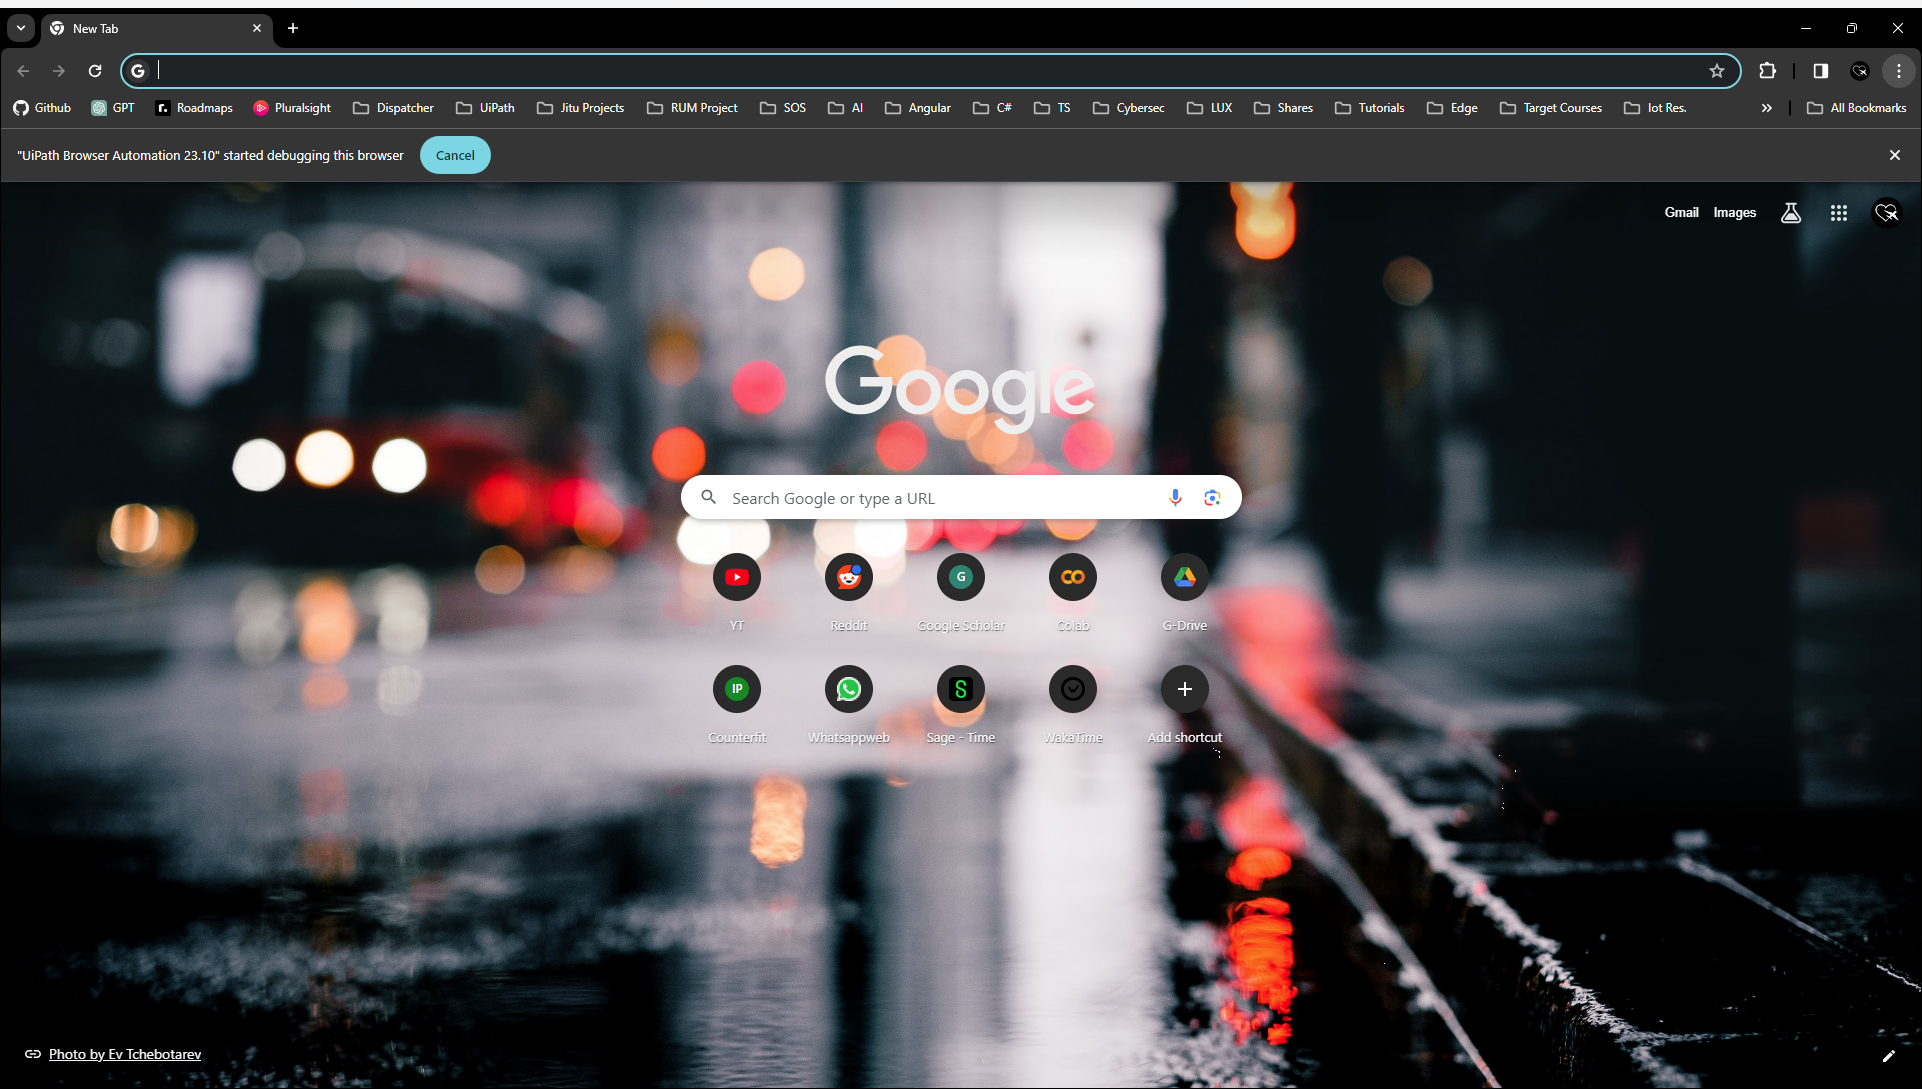 New Tab
Github GPT Roadmaps Pluralsight Dispatcher UiPath Jitu Projects RUM Project SOS AI Angular C# TS Cybersec LUX Shares Tutorials Edge Target Courses Iot Res. All Bookmarks
"UiPath Browser Automation 23.10" started debugging this browser Cancel
Gmail Images
Google
Search Google or type a URL
G
YT Reddit Google Scholar Colab G-Drive
IP S
Counterfit Whatsappweb Sage - Time WakaTime Add shortcut
Photo by Ev Tchebotarev